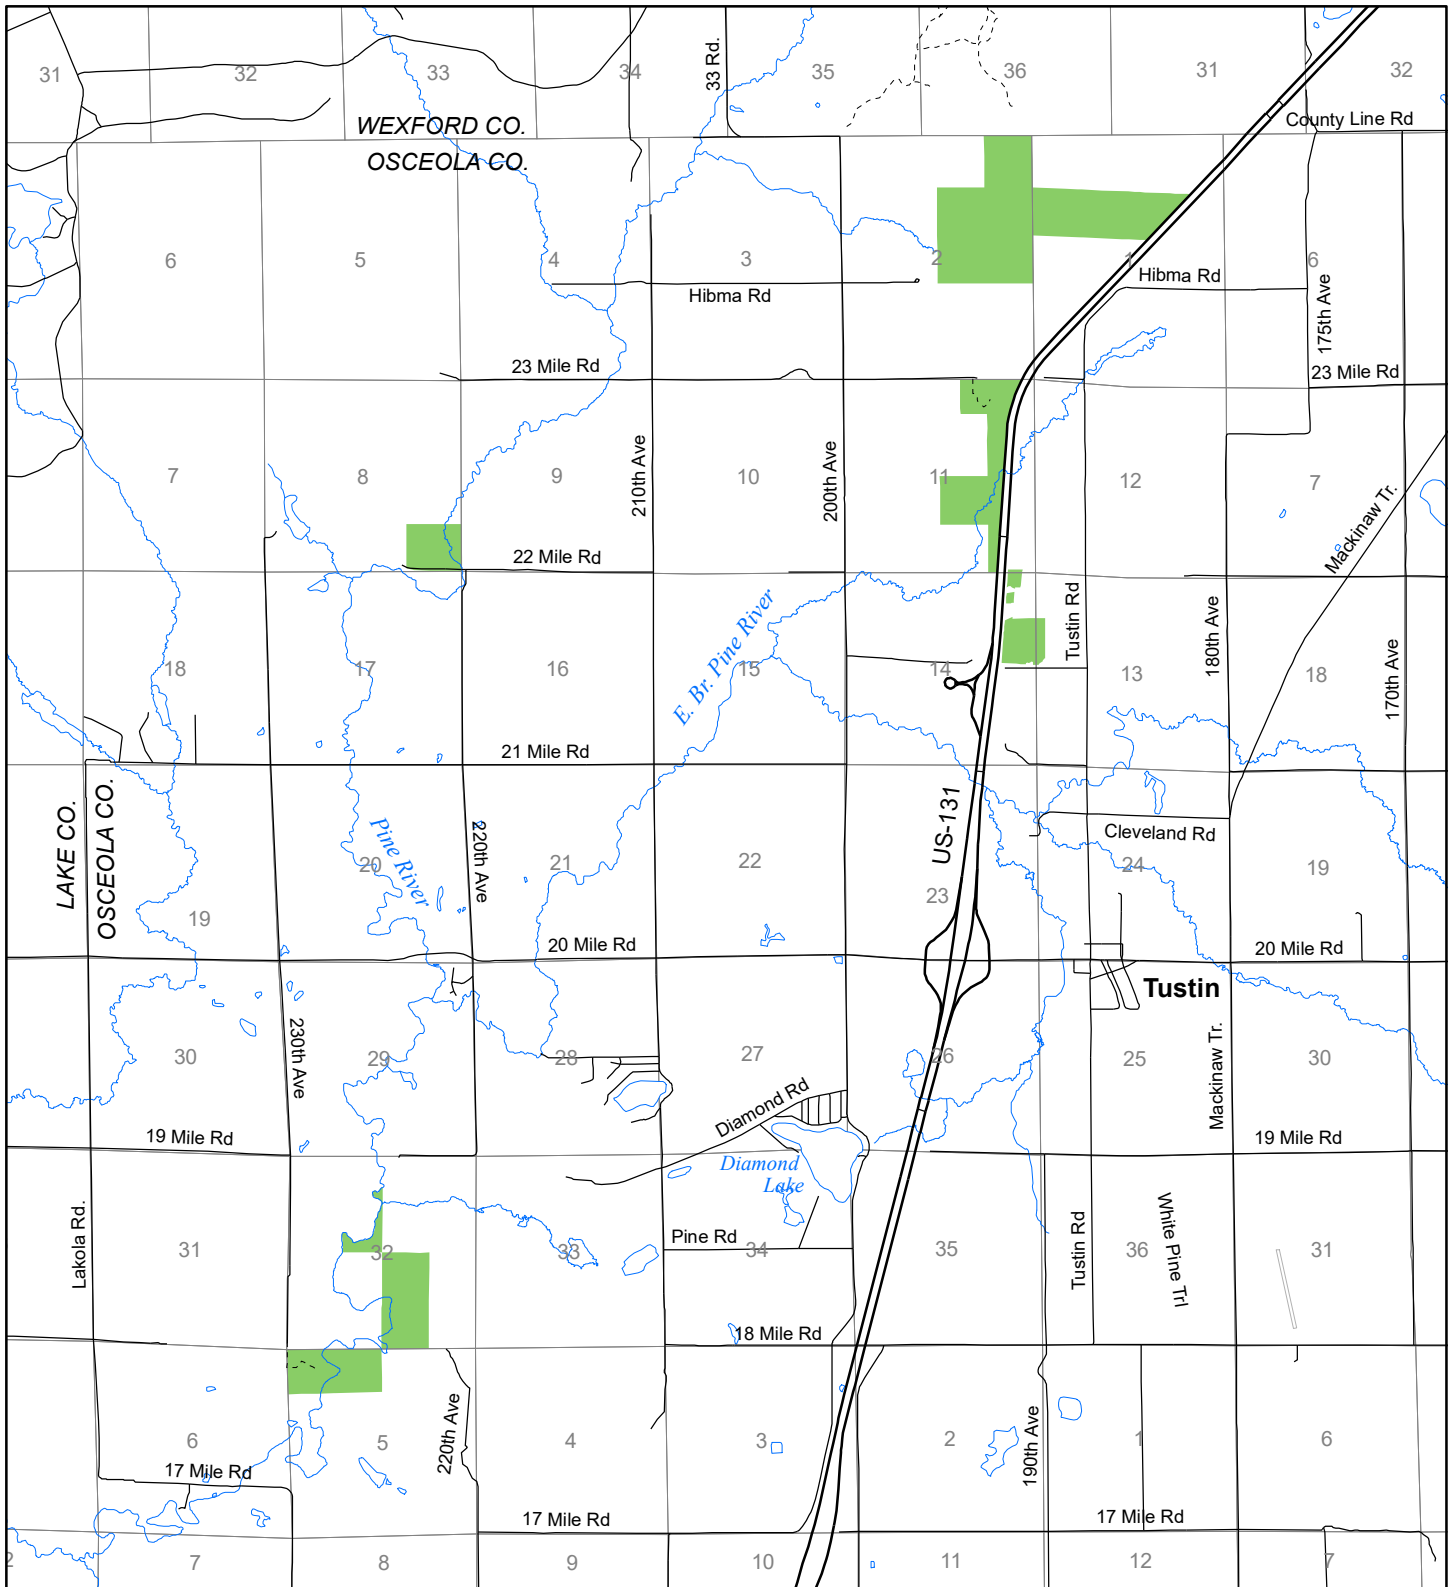 31
32
33
34
33 Rd.
35
36
31
32
County Line Rd
WEXFORD CO.
OSCEOLA CO.
6
5
4
3
2
1
6
Hibma Rd
Hibma Rd
175th Ave
23 Mile Rd
23 Mile Rd
7
8
9
210th Ave
10
200th Ave
11
12
7
Mackinaw Tr.
22 Mile Rd
E. Br. Pine River
Tustin Rd
180th Ave
18
17
16
15
14
13
18
170th Ave
21 Mile Rd
LAKE CO.
OSCEOLA CO.
US-131
Cleveland Rd
Pine River
220th Ave
19
20
21
22
23
24
19
20 Mile Rd
20 Mile Rd
Tustin
230th Ave
30
29
28
27
26
25
Mackinaw Tr.
30
Diamond Rd
19 Mile Rd
19 Mile Rd
Diamond
Lake
Lakola Rd.
31
32
33
Pine Rd
34
35
Tustin Rd
36
White Pine Trl
31
18 Mile Rd
6
5
220th Ave
4
3
2
190th Ave
1
6
17 Mile Rd
17 Mile Rd
17 Mile Rd
2
7
8
9
10
11
12
7